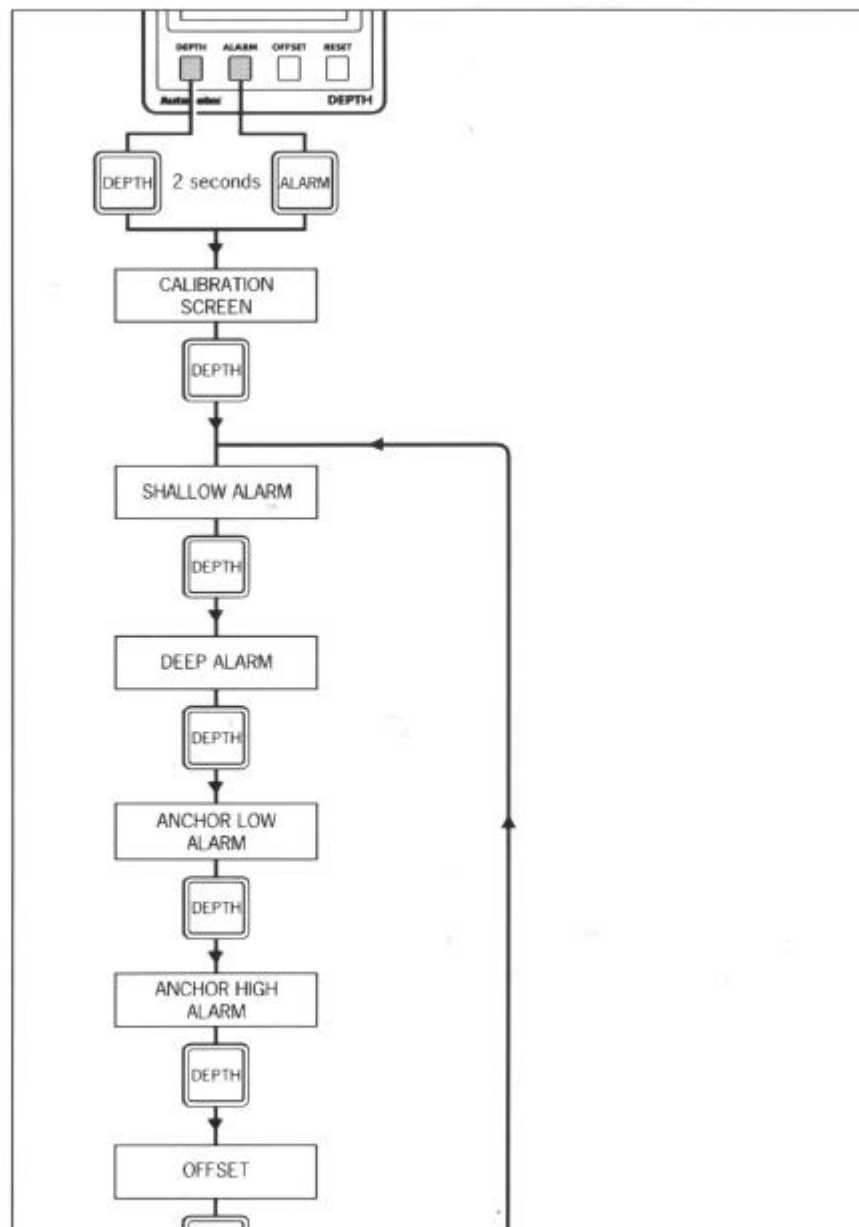 DEPTH ALARM OFFSET RESET
DEPTH
DEPTH 2 seconds ALARM
CALIBRATION
SCREEN
DEPTH
SHALLOW ALARM
DEPTH
DEEP ALARM
DEPTH
ANCHOR LOW
ALARM
DEPTH
ANCHOR HIGH
ALARM
DEPTH
OFFSET